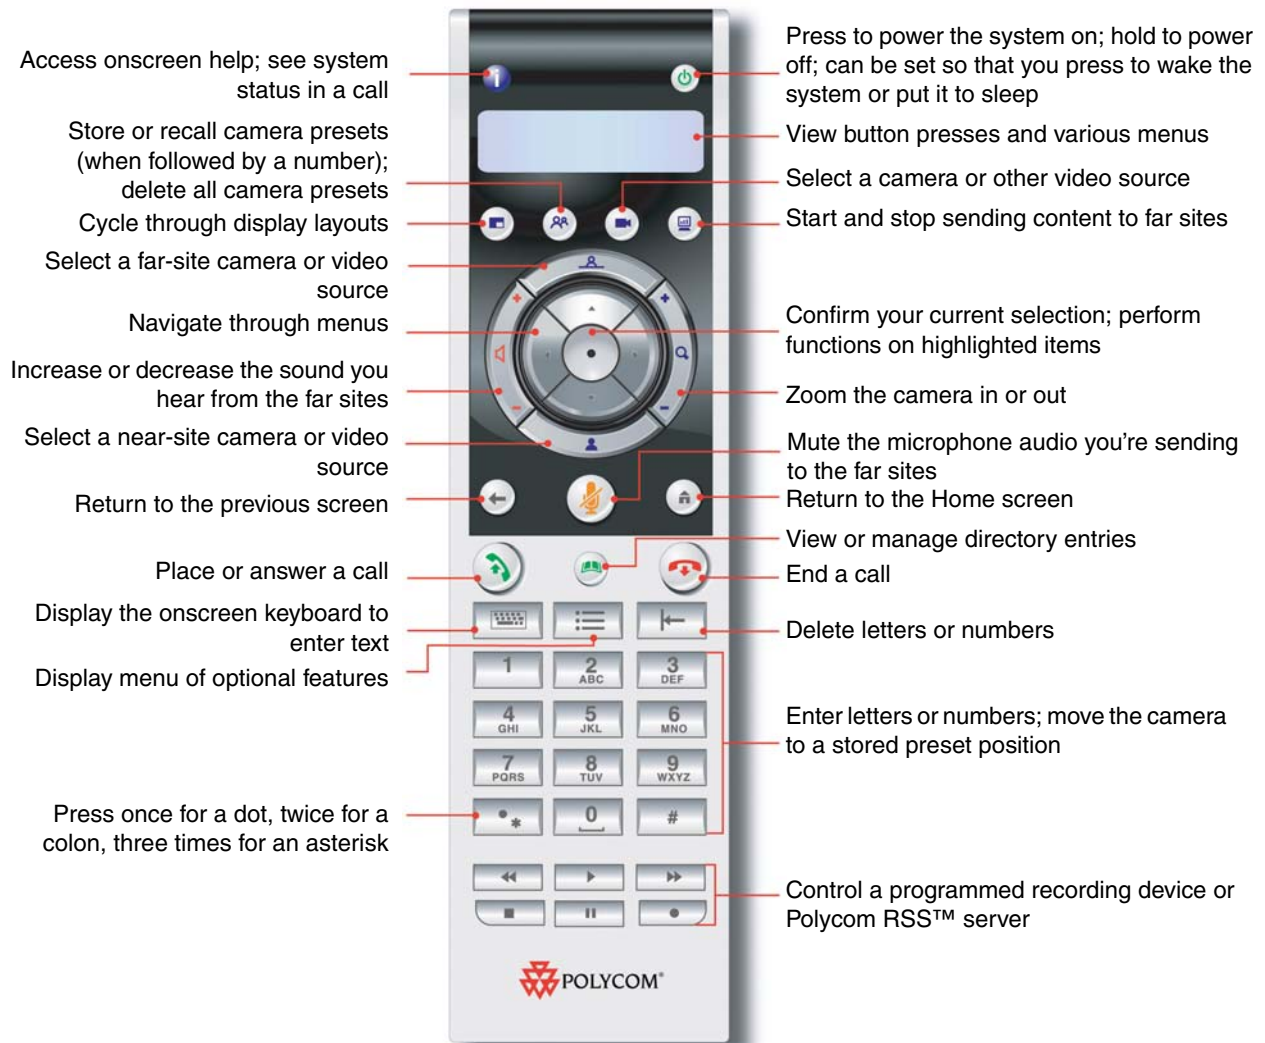 Access onscreen help; see system
status in a call
Store or recall camera presets
(when followed by a number);
delete all camera presets
Cycle through display layouts
Select a far-site camera or video
source
Navigate through menus
Increase or decrease the sound you
hear from the far sites
Select a near-site camera or video
source
Return to the previous screen
Place or answer a call
Display the onscreen keyboard to
enter text
Display menu of optional features
Press once for a dot, twice for a
colon, three times for an asterisk
i
+ +
- -
1 2 3
ABC DEF
4 5 6
GHI JKL MNO
7 8 9
PQRS TUV WXYZ
•* 0 #
POLYCOM®
Press to power the system on; hold to power
off; can be set so that you press to wake the
system or put it to sleep
View button presses and various menus
Select a camera or other video source
Start and stop sending content to far sites
Confirm your current selection; perform
functions on highlighted items
Zoom the camera in or out
Mute the microphone audio you’re sending
to the far sites
Return to the Home screen
View or manage directory entries
End a call
Delete letters or numbers
Enter letters or numbers; move the camera
to a stored preset position
Control a programmed recording device or
Polycom RSS™ server